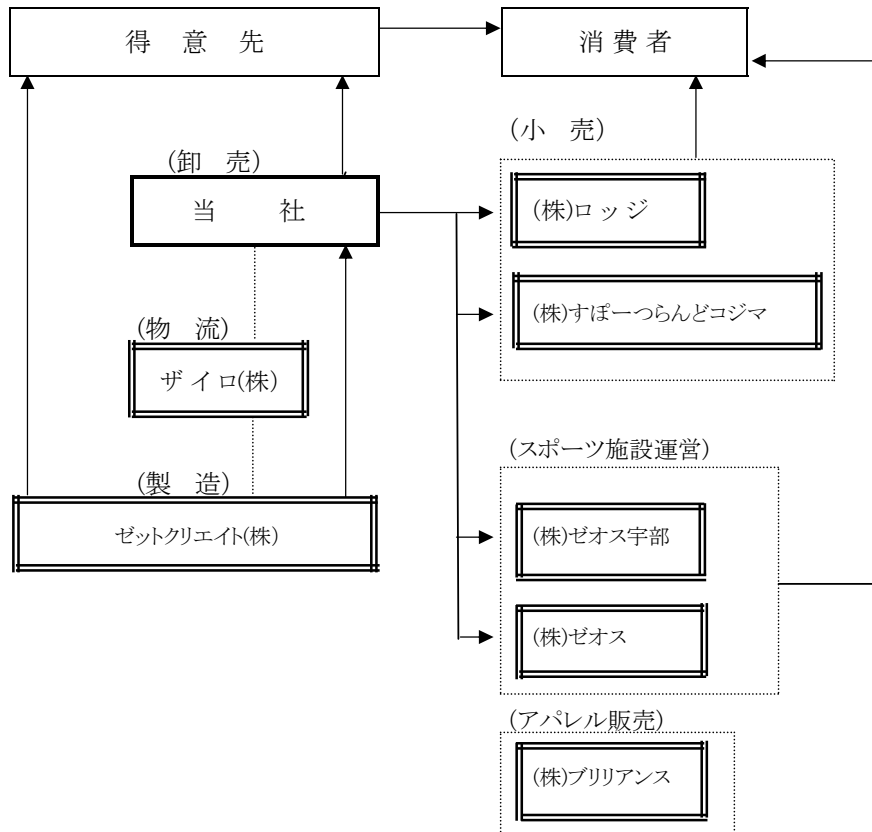 得 意 先
消 費 者
(小 売)
(卸 売)
当 社
(株)ロッジ
(株)すぽーつらんどコジマ
(物 流)
ザ イ ロ(株)
(スポーツ施設運営)
(製 造)
ゼットクリエイト(株)
(株)ゼオス宇部
(株)ゼオス
(アパレル販売)
(株)ブリリアンス